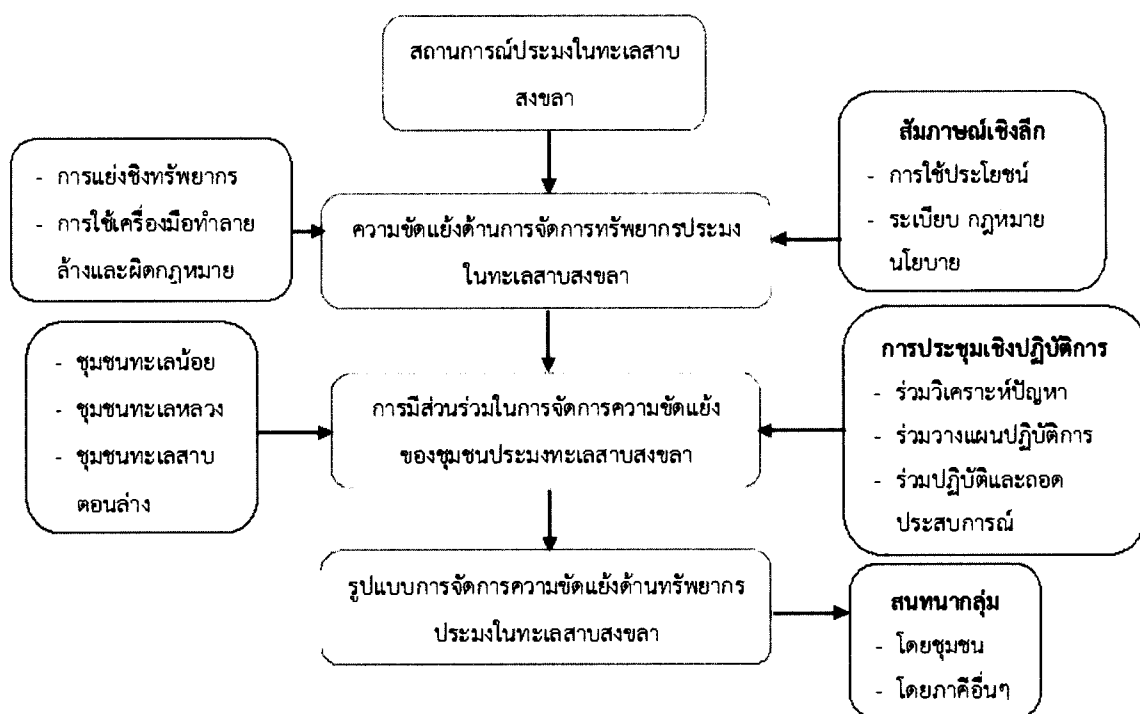 สถานการณ์ประมงในทะเลสาบ
สงขลา
- การแย่งชิงทรัพยากร
- การใช้เครื่องมือทำลาย
ล้างและผิดกฎหมาย
ความขัดแย้งด้านการจัดการทรัพยากรประมง
ในทะเลสาบสงขลา
สัมภาษณ์เชิงลึก
- การใช้ประโยชน์
- ระเบียบ กฎหมาย
นโยบาย
- ชุมชนทะเลน้อย
- ชุมชนทะเลหลวง
- ชุมชนทะเลสาบ
ตอนล่าง
การมีส่วนร่วมในการจัดการความขัดแย้ง
ของชุมชนประมงทะเลสาบสงขลา
การประชุมเชิงปฏิบัติการ
- ร่วมวิเคราะห์ปัญหา
- ร่วมวางแผนปฏิบัติการ
- ร่วมปฏิบัติและถอด
ประสบการณ์
รูปแบบการจัดการความขัดแย้งด้านทรัพยากร
ประมงในทะเลสาบสงขลา
สนทนากลุ่ม
- โดยชุมชน
- โดยภาคีอื่นๆ